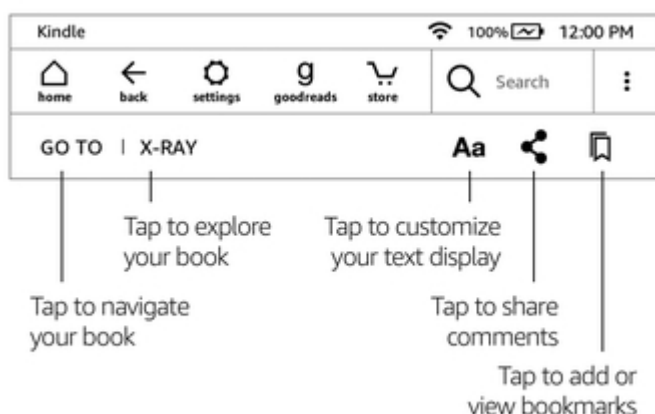 Kindle 100% 12:00 PM
home back settings goodreads store Search
GO TO | X-RAY Aa
Tap to explore
your book
Tap to customize
your text display
Tap to navigate
your book
Tap to share
comments
Tap to add or
view bookmarks